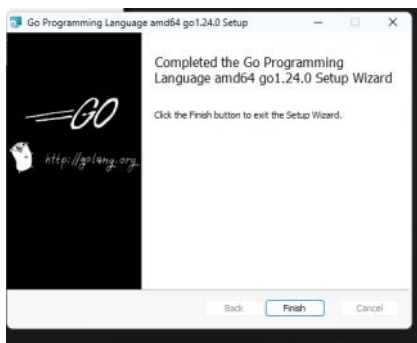 Go Programming Language amd64 go1.24.0 Setup
Completed the Go Programming
Language amd64 go1.24.0 Setup Wizard
Click the Finish button to exit the Setup Wizard.
GO
http://golang.org
Back
Finish
Cancel